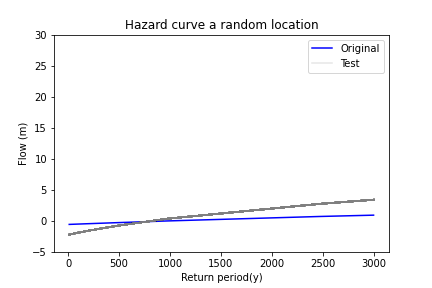 Hazard curve a random location
Original
Test
30
25
20
15
10
5
0
−5
Flow (m)
0 500 1000 1500 2000 2500 3000
Return period(y)